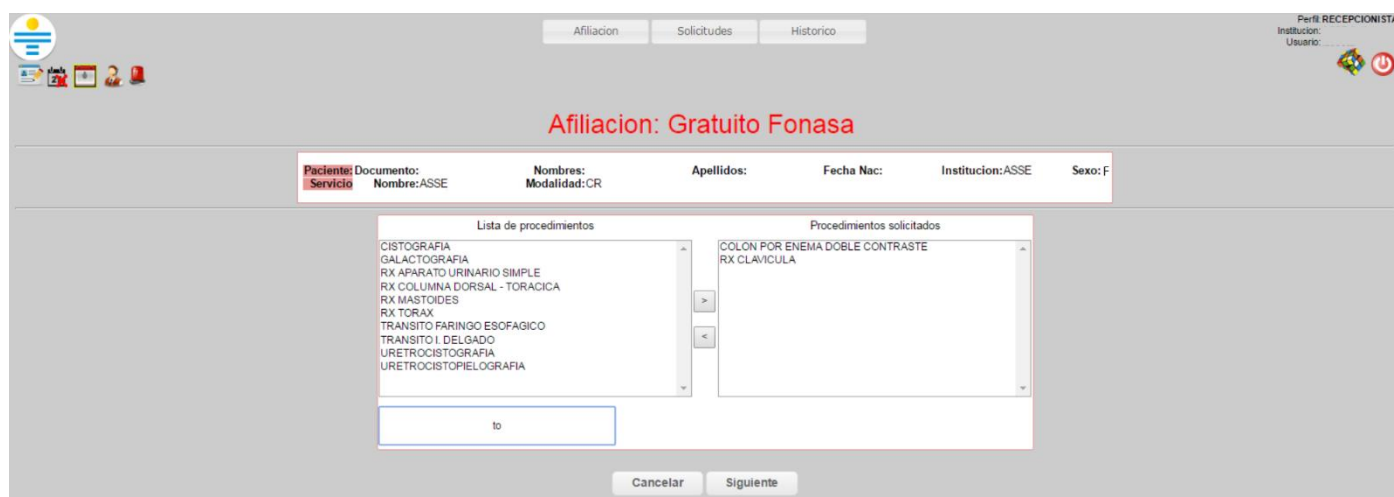 Afiliacion Solicitudes Historico
Perfil:RECEPCIONISTA
Institucion:
Usuario:
Afiliacion: Gratuito Fonasa
Paciente: Documento: Nombres: Apellidos: Fecha Nac: Institucion:ASSE Sexo: F
Servicio Nombre:ASSE Modalidad:CR
Lista de procedimientos
CISTOGRAFIA
GALACTOGRAFIA
RX APARATO URINARIO SIMPLE
RX COLUMNA DORSAL - TORACICA
RX MASTOIDES
RX TORAX
TRANSITO FARINGO ESOFAGICO
TRANSITO I. DELGADO
URETROCISTOGRAFIA
URETROCISTOPIELOGRAFIA
to
>
<
Procedimientos solicitados
COLON POR ENEMA DOBLE CONTRASTE
RX CLAVICULA
Cancelar Siguiente